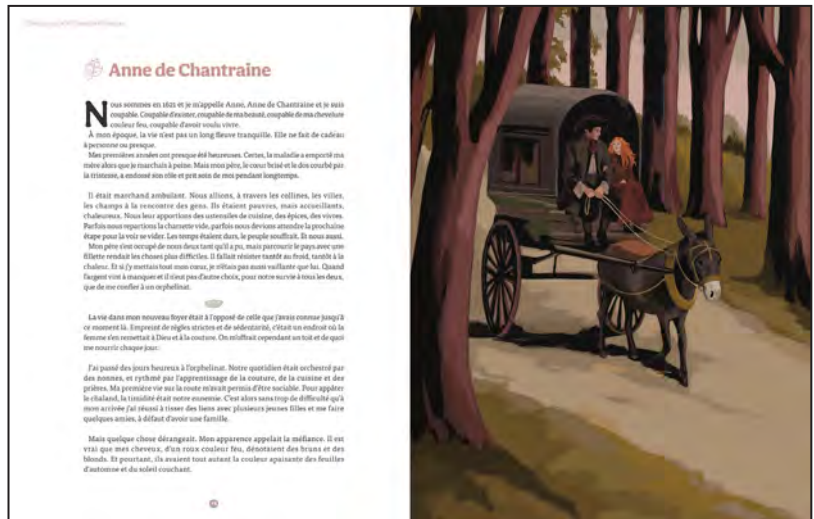 Anne de Chantraine
Nous sommes en 1621 et je m'appelle Anne, Anne de Chantraine et je suis
coupable. Coupable d'exister, coupable de ma beauté, coupable de ma chevelure
couleur feu, coupable d'avoir voulu vivre.
À mon époque, la vie n'est pas un long fleuve tranquille. Elle ne fait de cadeau
à personne ou presque.
Mes premières années ont presque été heureuses. Certes, la maladie a emporté ma
mère alors que je marchais à peine. Mais mon père, le cœur brisé et le dos courbé par
la tristesse, a endossé son rôle et prit soin de moi pendant longtemps.
Il était marchand ambulant. Nous allions, à travers les collines, les villes,
les champs à la rencontre des gens. Ils étaient pauvres, mais accueillants,
chaleureux. Nous leur apportions des ustensiles de cuisine, des épices, des vivres.
Parfois nous repartions la charrette vide, parfois nous devions attendre la prochaine
étape pour la voir se vider. Les temps étaient durs, le peuple souffrait. Et nous aussi.
Mon père s'est occupé de nous deux tant qu'il a pu, mais parcourir le pays avec une
fillette rendait les choses plus difficiles. Il fallait résister tantôt au froid, tantôt à la
chaleur. Et si j'y mettais tout mon cœur, je n'étais pas aussi vaillante que lui. Quand
l'argent vint à manquer et il n'eut pas d'autre choix, pour notre survie à tous les deux,
que de me confier à un orphelinat.
La vie dans mon nouveau foyer était à l'opposé de celle que j'avais connue jusqu'à
ce moment là. Empreint de règles strictes et de sédentarité, c'était un endroit où la
femme s'en remettait à Dieu et à la couture. On m'offrait cependant un toit et de quoi
me nourrir chaque jour.
J'ai passé des jours heureux à l'orphelinat. Notre quotidien était orchestré par
des nonnes, et rythmé par l'apprentissage de la couture, de la cuisine et des
prières. Ma première vie sur la route m'avait permis d'être sociable. Pour appâter
le chaland, la timidité était notre ennemie. C'est alors sans trop de difficulté qu'à
mon arrivée j'ai réussi à tisser des liens avec plusieurs jeunes filles et me faire
quelques amies, à défaut d'avoir une famille.
Mais quelque chose dérangeait. Mon apparence appelait la méfiance. Il est
vrai que mes cheveux, d'un roux couleur feu, dénotaient des bruns et des
blonds. Et pourtant, ils avaient tout autant la couleur apaisante des feuilles
d'automne et du soleil couchant.